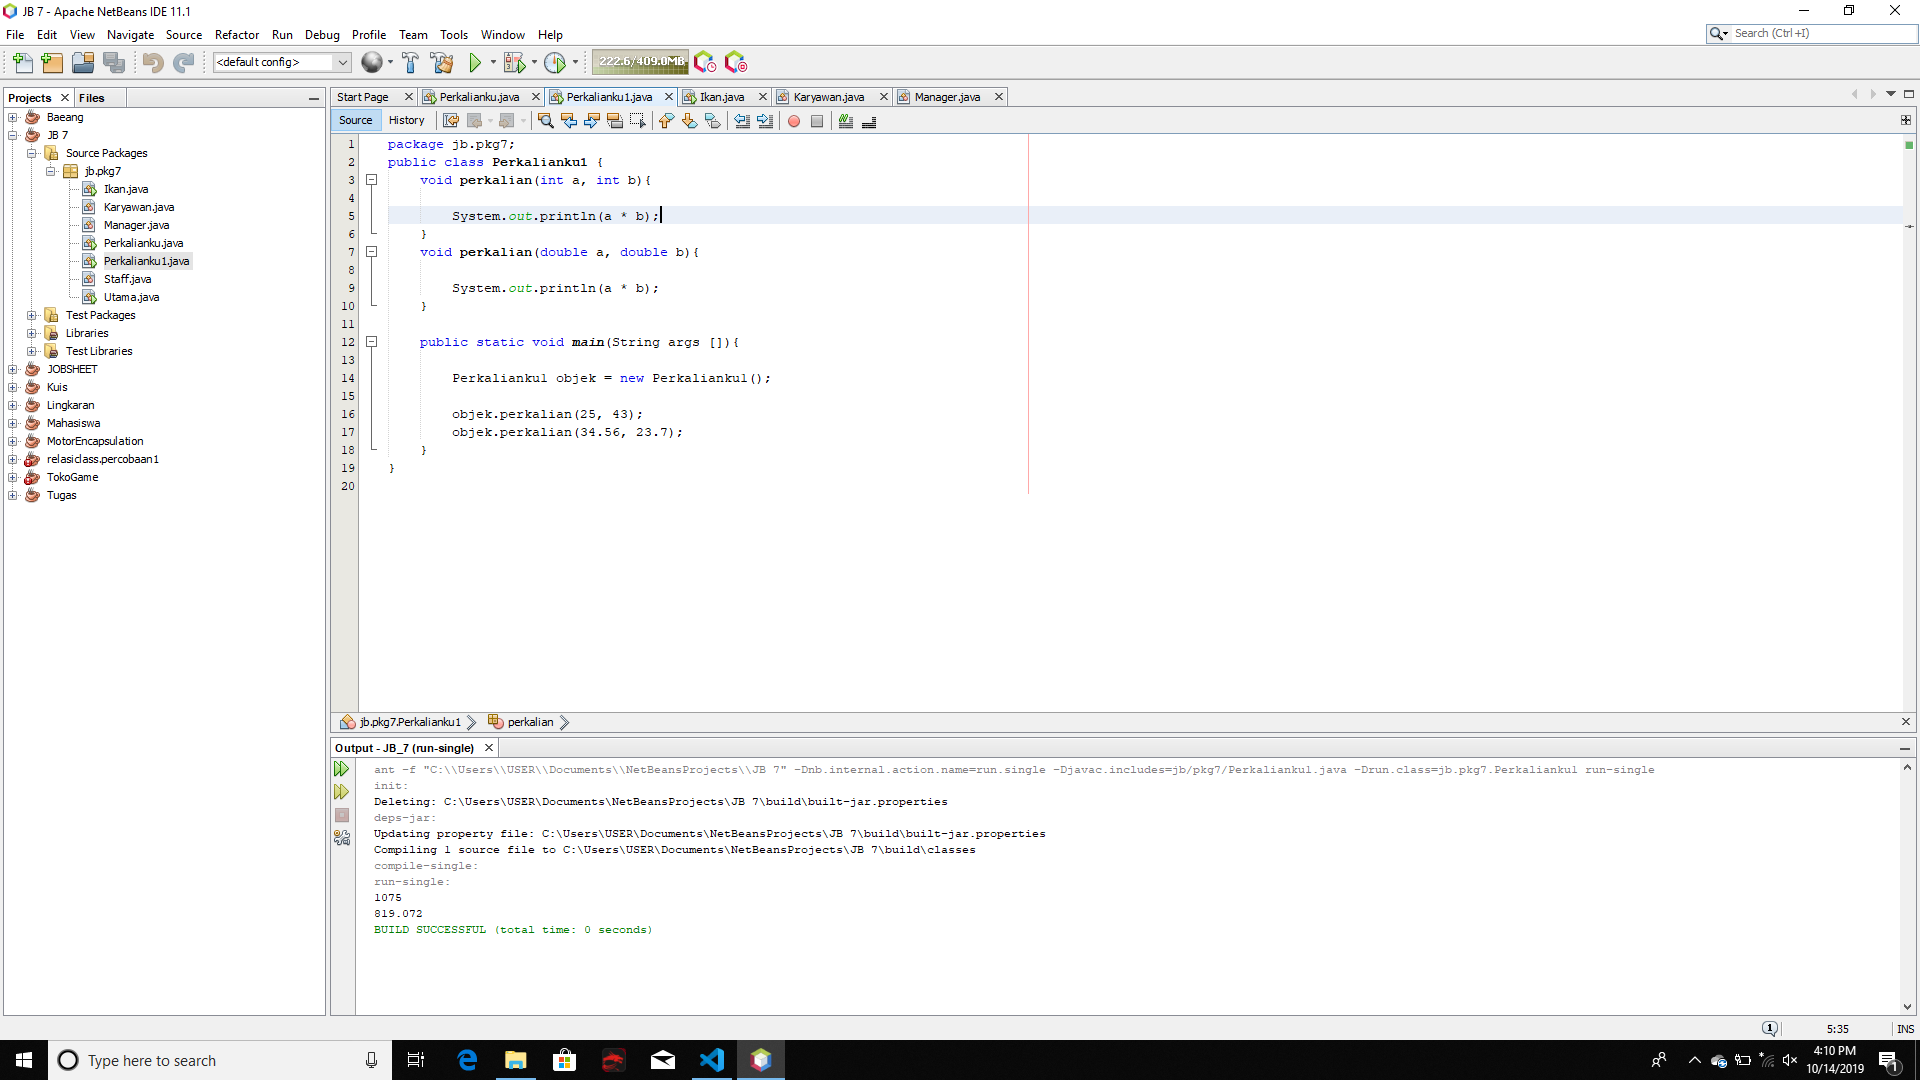 JB 7 - Apache NetBeans IDE 11.1
File Edit View Navigate Source Refactor Run Debug Profile Team Tools Window Help
Search (Ctrl+I)
<default config>
222.6/409.0MB
Projects Files
Baeang
JB 7
Source Packages
jb.pkg7
Ikan.java
Karyawan.java
Manager.java
Perkalianku.java
Perkalianku1.java
Staff.java
Utama.java
Test Packages
Libraries
Test Libraries
JOBSHEET
Kuis
Lingkaran
Mahasiswa
MotorEncapsulation
relasiclass.percobaan1
TokoGame
Tugas
Start Page Perkalianku.java Perkalianku1.java Ikan.java Karyawan.java Manager.java
Source History
1 package jb.pkg7;
2 public class Perkalianku1 {
3 void perkalian(int a, int b){
4
5 System.out.println(a * b);
6 }
7 void perkalian(double a, double b){
8
9 System.out.println(a * b);
10 }
11
12 public static void main(String args []){
13
14 Perkalianku1 objek = new Perkalianku1();
15
16 objek.perkalian(25, 43);
17 objek.perkalian(34.56, 23.7);
18 }
19 }
20
jb.pkg7.Perkalianku1 perkalian
Output - JB_7 (run-single)
ant -f "C:\\Users\\USER\\Documents\\NetBeansProjects\\JB 7" -Dnb.internal.action.name=run.single -Djavac.includes=jb/pkg7/Perkalianku1.java -Drun.class=jb.pkg7.Perkalianku1 run-single
init:
Deleting: C:\Users\USER\Documents\NetBeansProjects\JB 7\build\built-jar.properties
deps-jar:
Updating property file: C:\Users\USER\Documents\NetBeansProjects\JB 7\build\built-jar.properties
Compiling 1 source file to C:\Users\USER\Documents\NetBeansProjects\JB 7\build\classes
compile-single:
run-single:
1075
819.072
BUILD SUCCESSFUL (total time: 0 seconds)
1 5:35 INS
Type here to search
4:10 PM
10/14/2019
1